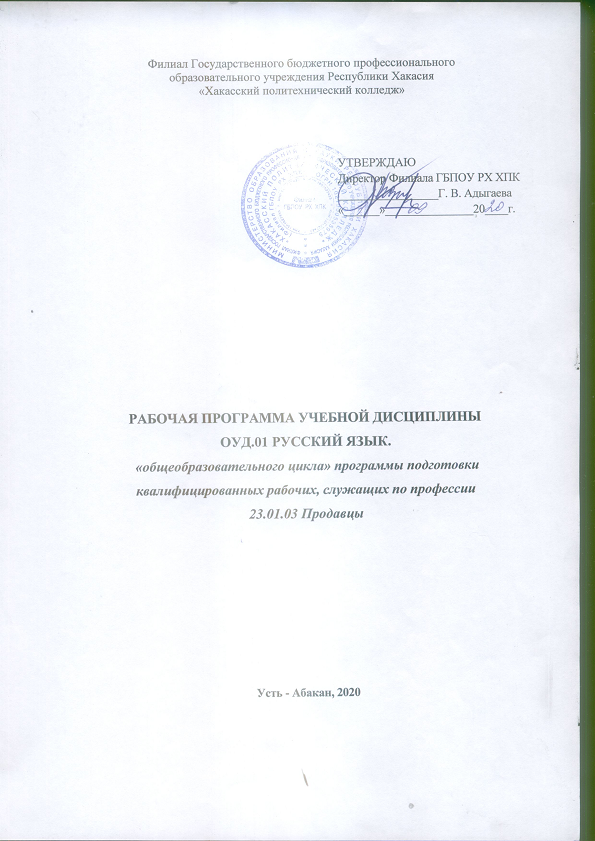 Филиал Государственного бюджетного профессионального
образовательного учреждения Республики Хакасия
«Хакасский политехнический колледж»
УТВЕРЖДАЮ
Директор Филиала ГБПОУ РХ ХПК
Г. В. Адыгаева
« » 09 2020 г.
РАБОЧАЯ ПРОГРАММА УЧЕБНОЙ ДИСЦИПЛИНЫ
ОУД.01 РУССКИЙ ЯЗЫК.
«общеобразовательного цикла» программы подготовки
квалифицированных рабочих, служащих по профессии
23.01.03 Продавцы
Усть - Абакан, 2020